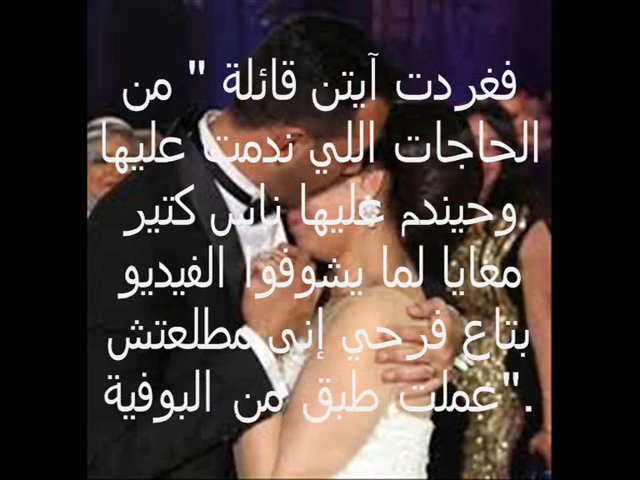 فغردت آيتن قائلة " من
الحاجات اللي ندمت عليها
وحيندم عليها ناس كتير
معايا لما يشوفوا الفيديو
بتاع فرحي إنى مطلعتش
عملت طبق من البوفية".